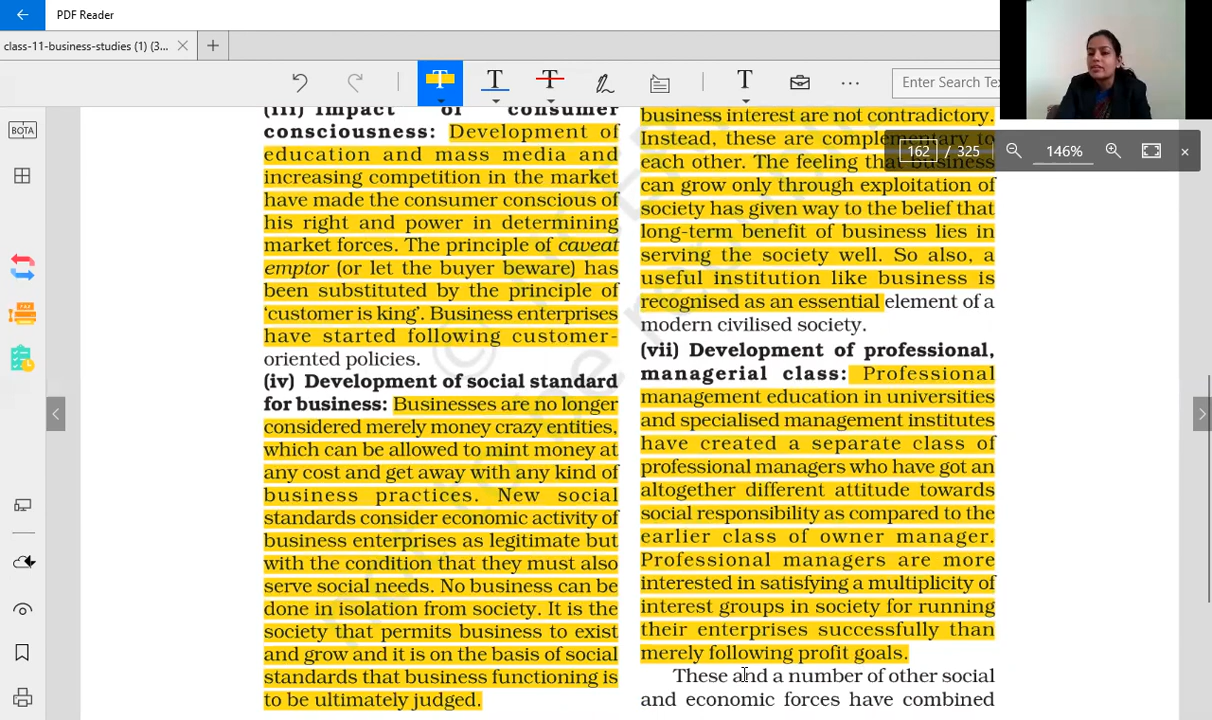 PDF Reader
class-11-business-studies (1) (3...
Enter Search Tex
BOTA
162 / 325
146%
(iii) Impact of consumer
consciousness: Development of
education and mass media and
increasing competition in the market
have made the consumer conscious of
his right and power in determining
market forces. The principle of caveat
emptor (or let the buyer beware) has
been substituted by the principle of
‘customer is king’. Business enterprises
have started following customer-
oriented policies.
(iv) Development of social standard
for business: Businesses are no longer
considered merely money crazy entities,
which can be allowed to mint money at
any cost and get away with any kind of
business practices. New social
standards consider economic activity of
business enterprises as legitimate but
with the condition that they must also
serve social needs. No business can be
done in isolation from society. It is the
society that permits business to exist
and grow and it is on the basis of social
standards that business functioning is
to be ultimately judged.
business interest are not contradictory.
Instead, these are complementary to
each other. The feeling that business
can grow only through exploitation of
society has given way to the belief that
long-term benefit of business lies in
serving the society well. So also, a
useful institution like business is
recognised as an essential element of a
modern civilised society.
(vii) Development of professional,
managerial class: Professional
management education in universities
and specialised management institutes
have created a separate class of
professional managers who have got an
altogether different attitude towards
social responsibility as compared to the
earlier class of owner manager.
Professional managers are more
interested in satisfying a multiplicity of
interest groups in society for running
their enterprises successfully than
merely following profit goals.
These and a number of other social
and economic forces have combined